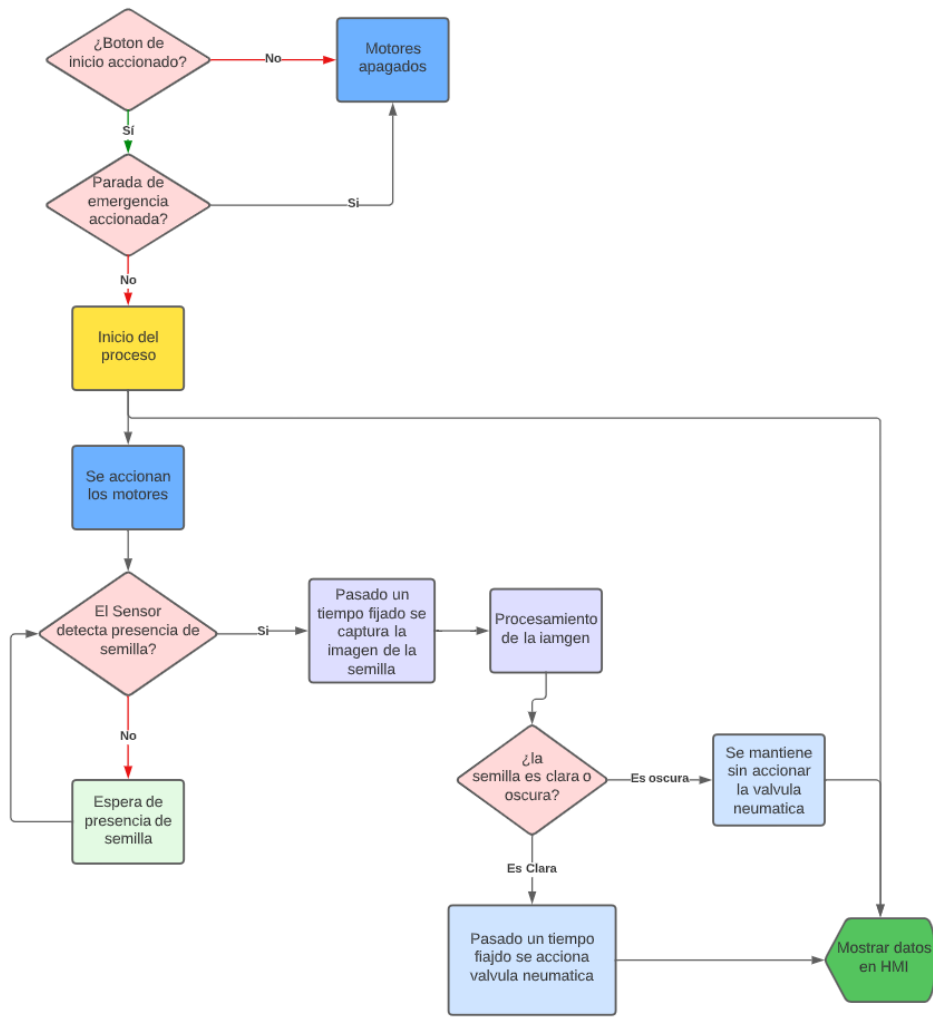 ¿Boton de
inicio accionado?
No
Motores
apagados
Sí
Parada de
emergencia
accionada?
Si
No
Inicio del
proceso
Se accionan
los motores
El Sensor
detecta presencia de
semilla?
Si
Pasado un
tiempo fijado se
captura la
imagen de la
semilla
Procesamiento
de la iamgen
No
Espera de
presencia de
semilla
¿la
semilla es clara o
oscura?
Es oscura
Se mantiene
sin accionar
la valvula
neumatica
Es Clara
Pasado un tiempo
fiajdo se acciona
valvula neumatica
Mostrar datos
en HMI